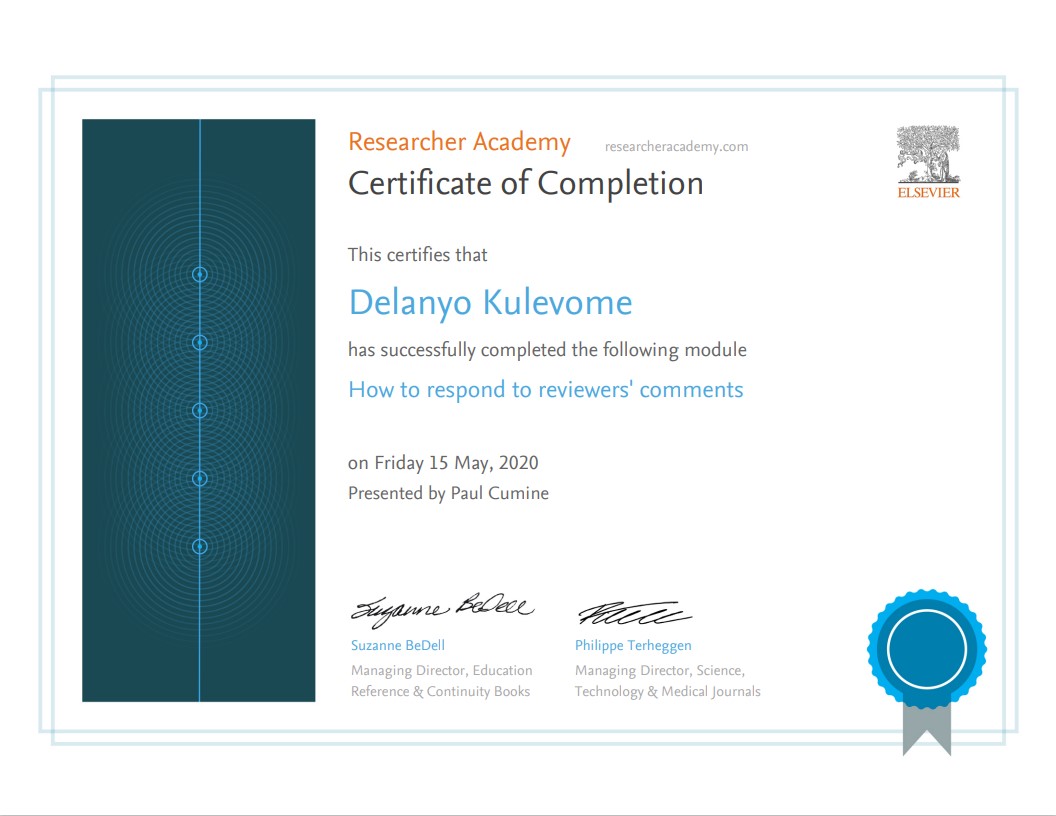 Researcher Academy researcheracademy.com
Certificate of Completion
ELSEVIER
This certifies that
Delanyo Kulevome
has successfully completed the following module
How to respond to reviewers' comments
on Friday 15 May, 2020
Presented by Paul Cumine
Suzanne BeDell
Suzanne BeDell
Managing Director, Education
Reference & Continuity Books
Philippe Terheggen
Managing Director, Science,
Technology & Medical Journals